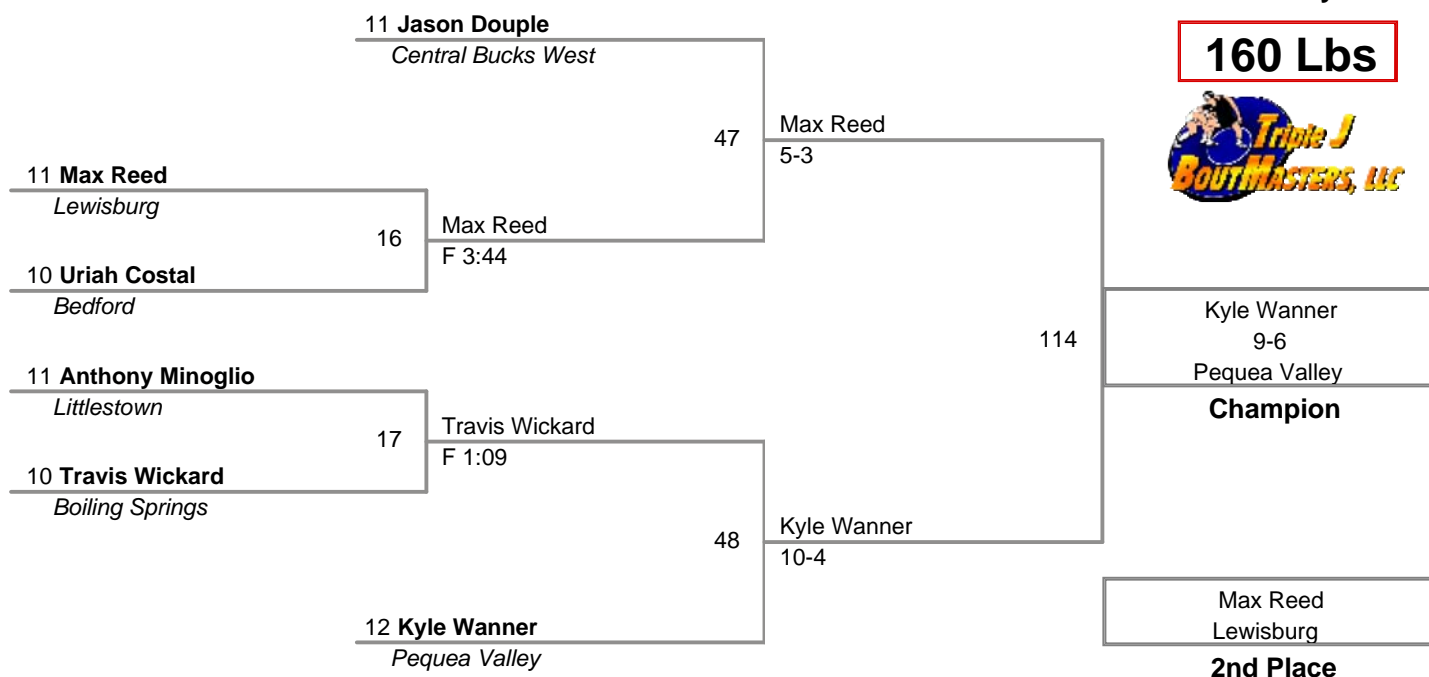 11 Jason Douple
Central Bucks West
160 Lbs
Triple J
BOUTMASTERS, LLC
47
Max Reed
5-3
11 Max Reed
Lewisburg
16
Max Reed
F 3:44
10 Uriah Costal
Bedford
114
Kyle Wanner
9-6
Pequea Valley
Champion
11 Anthony Minoglio
Littlestown
17
Travis Wickard
F 1:09
10 Travis Wickard
Boiling Springs
48
Kyle Wanner
10-4
12 Kyle Wanner
Pequea Valley
Max Reed
Lewisburg
2nd Place